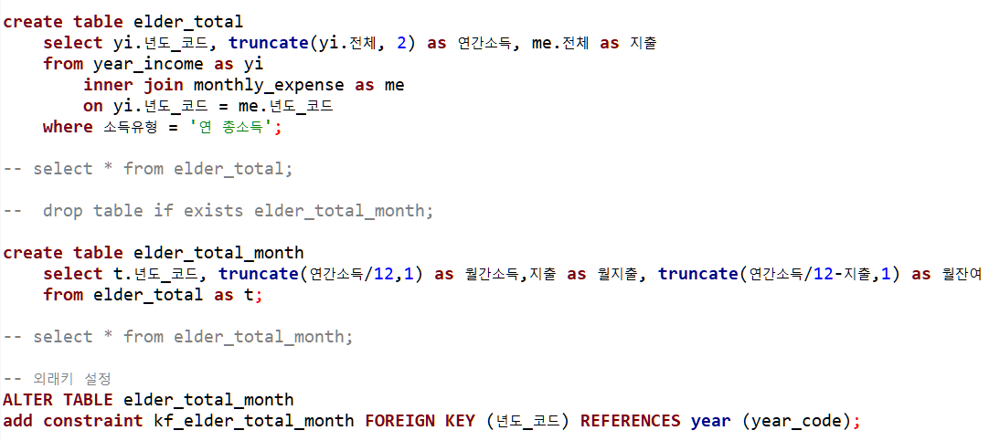 create table elder_total
    select yi.년도_코드, truncate(yi.전체, 2) as 연간소득, me.전체 as 지출
    from year_income as yi
        inner join monthly_expense as me
        on yi.년도_코드 = me.년도_코드
    where 소득유형 = '연 총소득';
-- select * from elder_total;
--  drop table if exists elder_total_month;
create table elder_total_month
    select t.년도_코드, truncate(연간소득/12,1) as 월간소득,지출 as 월지출, truncate(연간소득/12-지출,1) as 월잔여
    from elder_total as t;
-- select * from elder_total_month;
-- 외래키 설정
ALTER TABLE elder_total_month
add constraint kf_elder_total_month FOREIGN KEY (년도_코드) REFERENCES year (year_code);